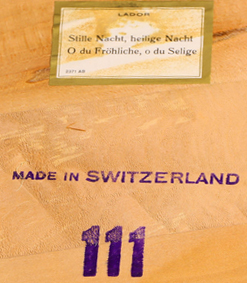 LADOR
Stille Nacht, heilige Nacht
O du Fröhliche, o du Selige
MADE IN SWITZERLAND
111